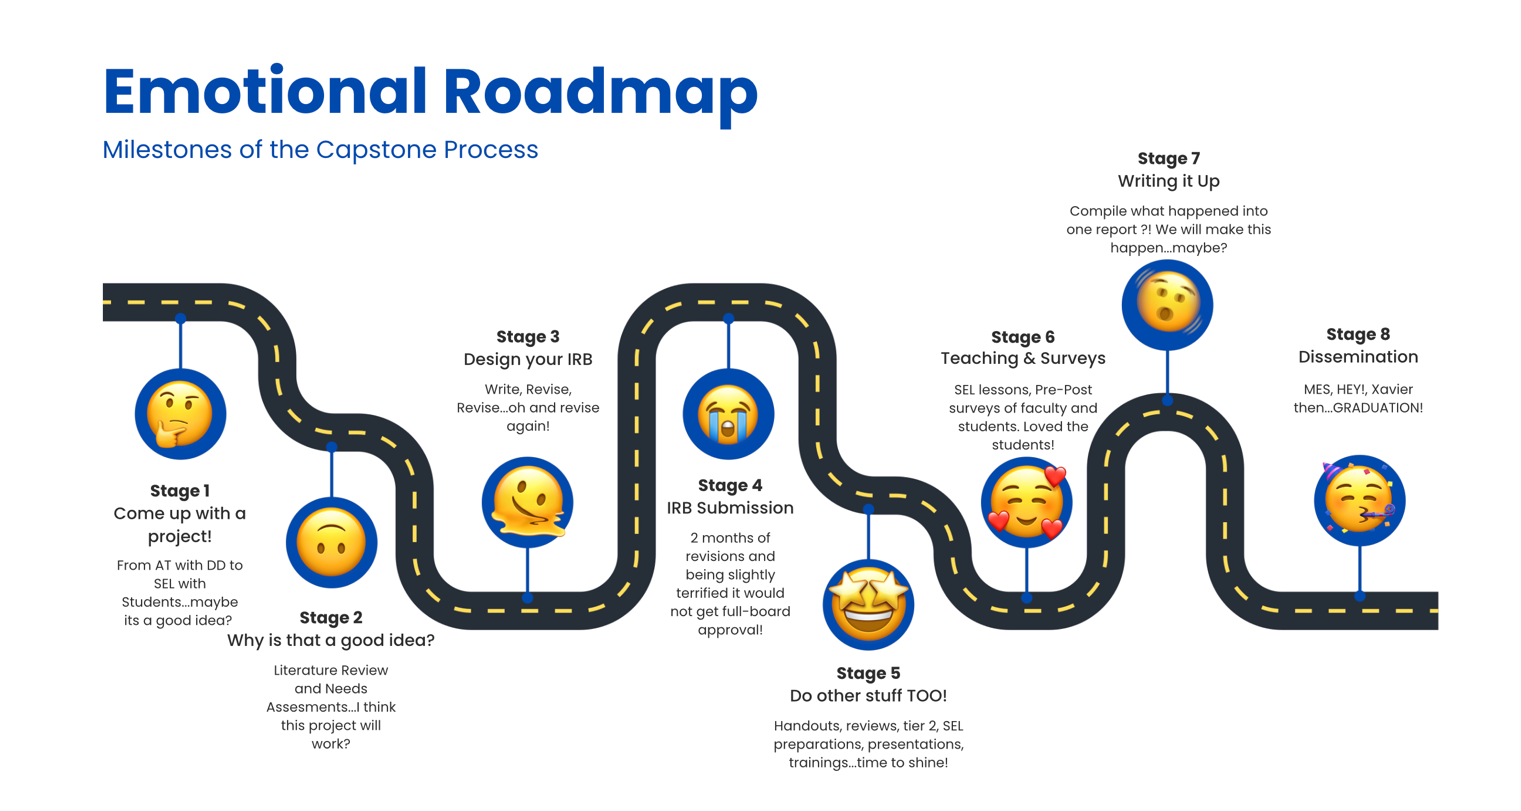 Emotional Roadmap
Milestones of the Capstone Process
Stage 1
Come up with a
project!
From AT with DD to
SEL with
Students...maybe
its a good idea?
Stage 2
Why is that a good idea?
Literature Review
and Needs
Assesments...I think
this project will
work?
Stage 3
Design your IRB
Write, Revise,
Revise...oh and revise
again!
Stage 4
IRB Submission
2 months of
revisions and
being slightly
terrified it would
not get full-board
approval!
Stage 5
Do other stuff TOO!
Handouts, reviews, tier 2, SEL
preparations, presentations,
trainings...time to shine!
Stage 6
Teaching & Surveys
SEL lessons, Pre-Post
surveys of faculty and
students. Loved the
students!
Stage 7
Writing it Up
Compile what happened into
one report ?! We will make this
happen...maybe?
Stage 8
Dissemination
MES, HEY!, Xavier
then...GRADUATION!